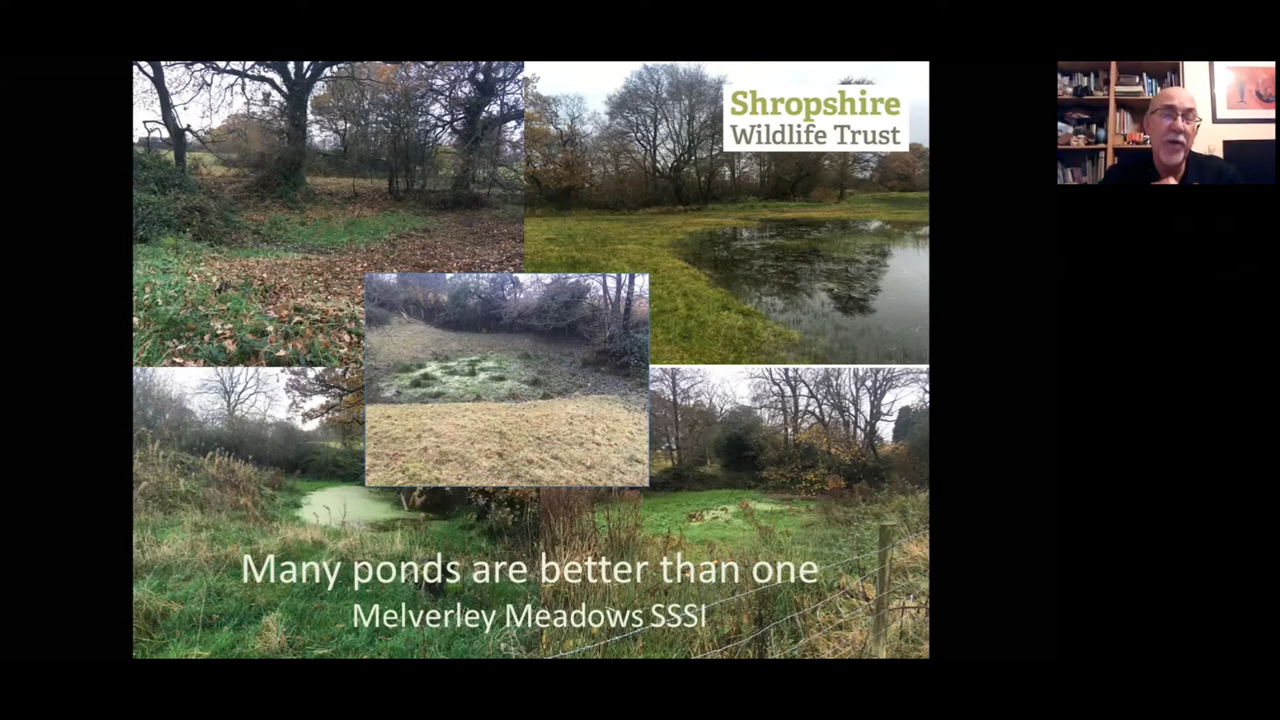 Shropshire
Wildlife Trust
Many ponds are better than one
Melverley Meadows SSSI